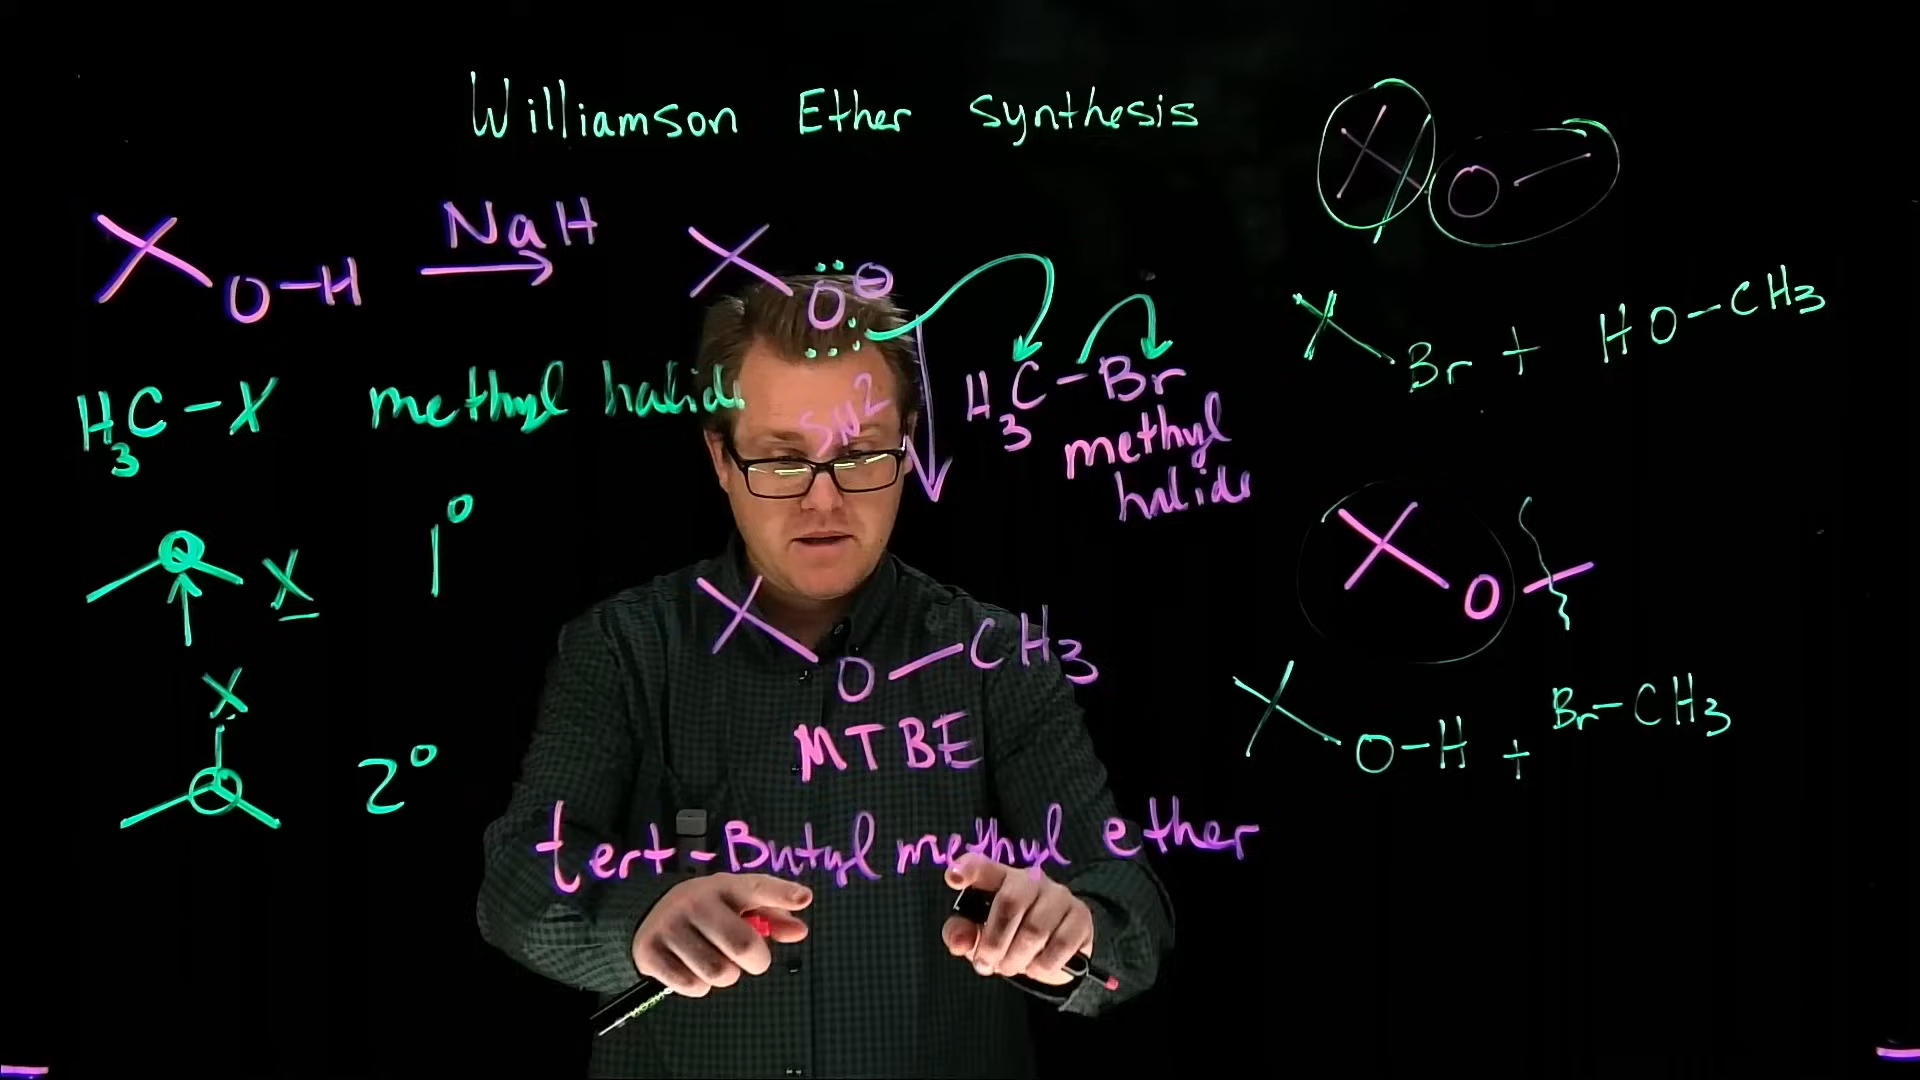 Williamson Ether synthesis
O-H
NaH
O⊖
H3C-Br
methyl
halide
SN2
H3C-X methyl halide
X
1°
X
2°
O-CH3
MTBE
tert-Butyl methyl ether
O
Br + HO-CH3
O
O-H + Br-CH3